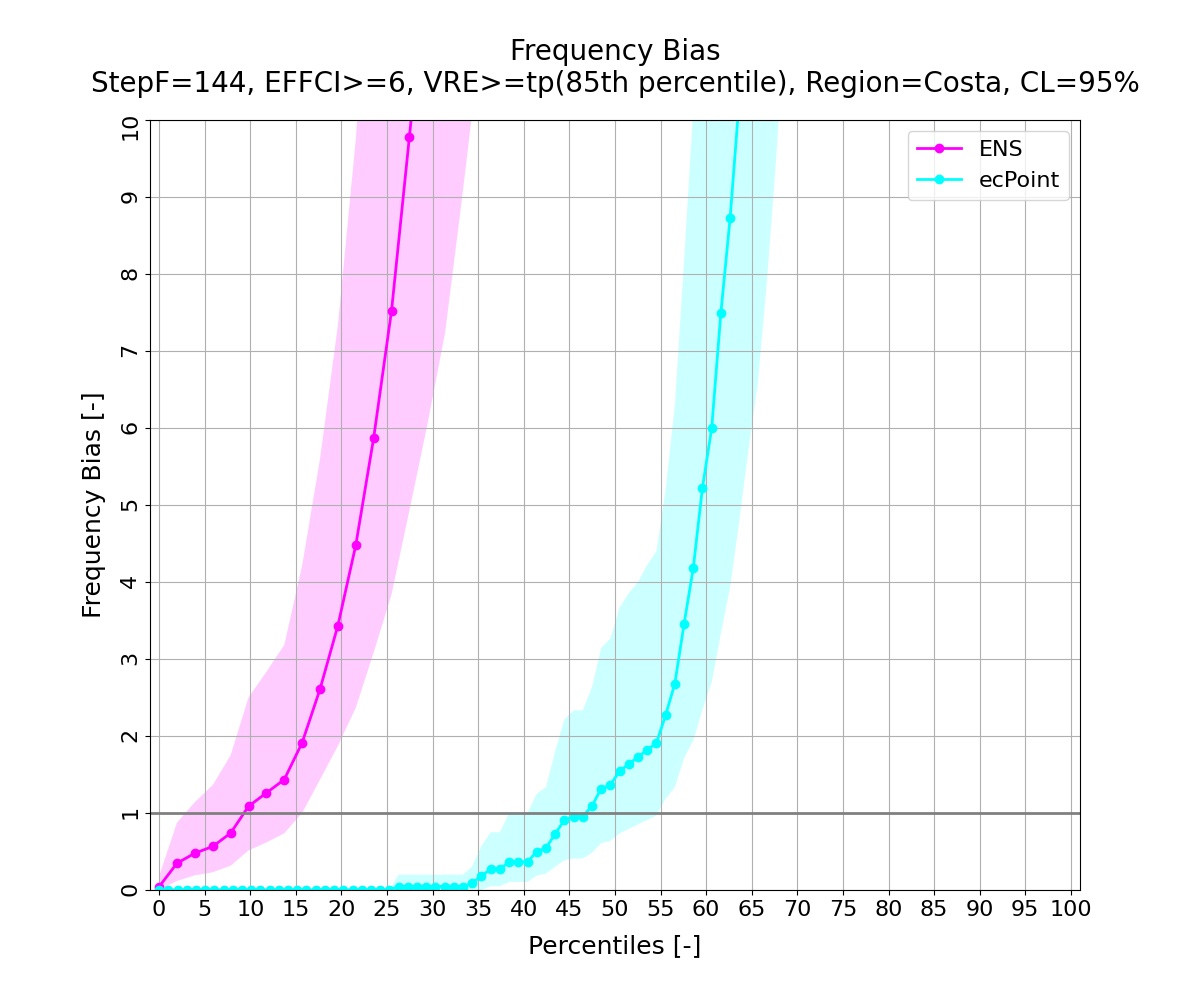 Frequency Bias
StepF=144, EFFCI>=6, VRE>=tp(85th percentile), Region=Costa, CL=95%
10
9
8
7
6
5
4
3
2
1
0
Frequency Bias [-]
ENS
ecPoint
0 5 10 15 20 25 30 35 40 45 50 55 60 65 70 75 80 85 90 95 100
Percentiles [-]